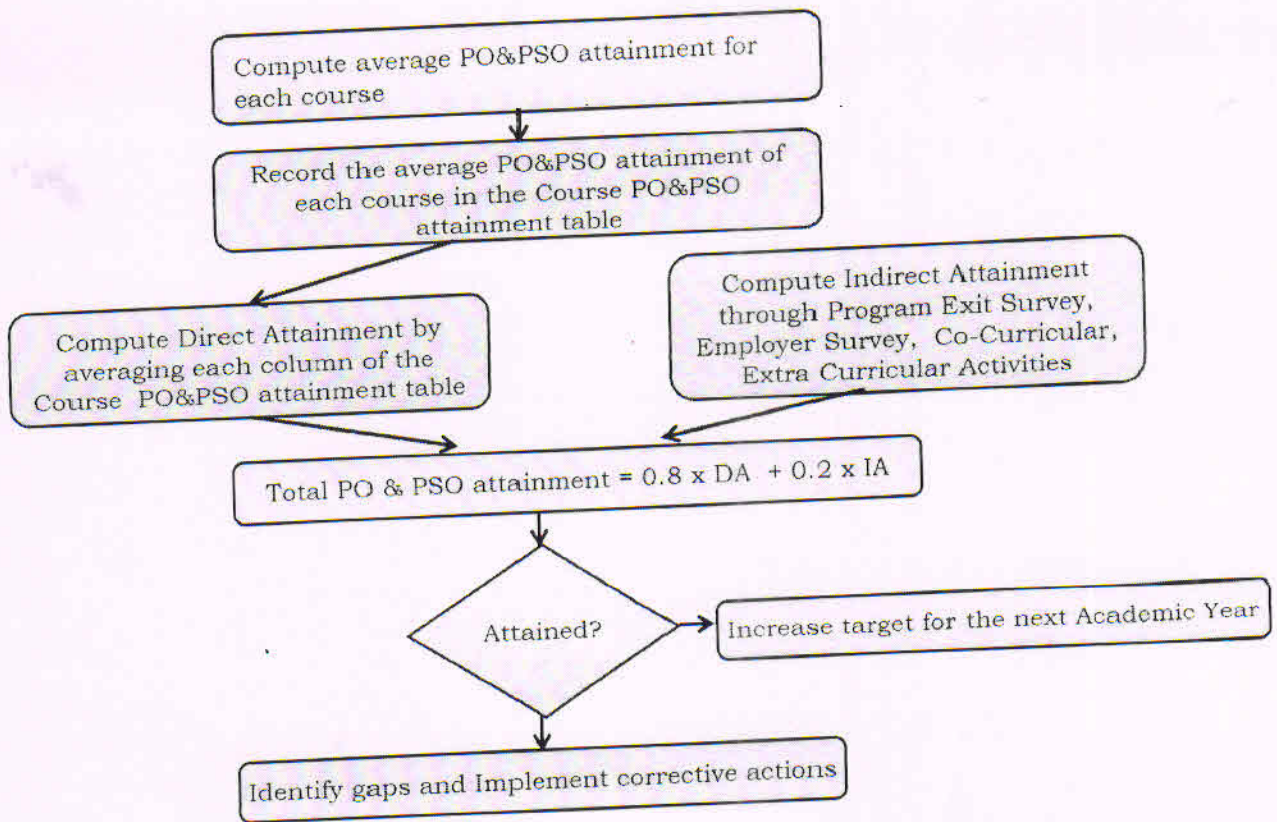 Compute average PO&PSO attainment for
each course
Record the average PO&PSO attainment of
each course in the Course PO&PSO
attainment table
Compute Direct Attainment by
averaging each column of the
Course PO&PSO attainment table
Compute Indirect Attainment
through Program Exit Survey,
Employer Survey, Co-Curricular,
Extra Curricular Activities
Total PO & PSO attainment = 0.8 x DA + 0.2 x IA
Attained?
Increase target for the next Academic Year
Identify gaps and Implement corrective actions